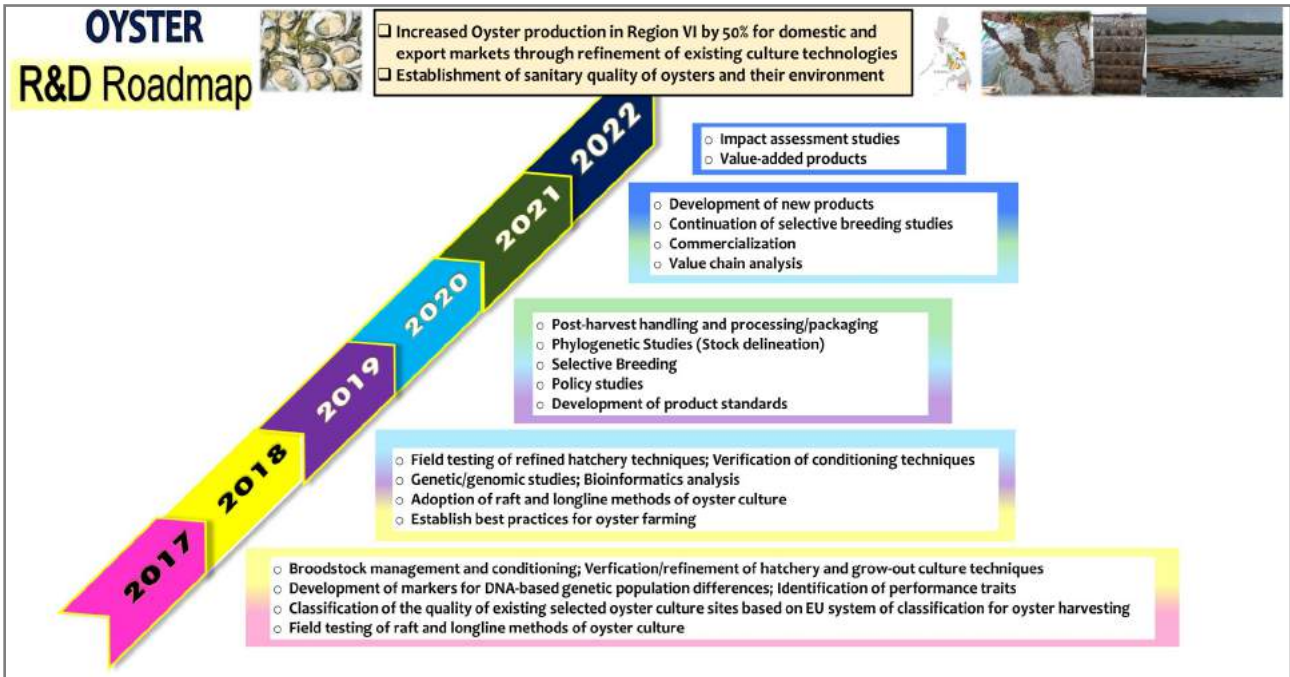 OYSTER
R&D Roadmap
❑ Increased Oyster production in Region VI by 50% for domestic and
export markets through refinement of existing culture technologies
❑ Establishment of sanitary quality of oysters and their environment
2022
2021
2020
2019
2018
2017
○ Impact assessment studies
○ Value-added products
○ Development of new products
○ Continuation of selective breeding studies
○ Commercialization
○ Value chain analysis
○ Post-harvest handling and processing/packaging
○ Phylogenetic Studies (Stock delineation)
○ Selective Breeding
○ Policy studies
○ Development of product standards
○ Field testing of refined hatchery techniques; Verification of conditioning techniques
○ Genetic/genomic studies; Bioinformatics analysis
○ Adoption of raft and longline methods of oyster culture
○ Establish best practices for oyster farming
○ Broodstock management and conditioning; Verfication/refinement of hatchery and grow-out culture techniques
○ Development of markers for DNA-based genetic population differences; Identification of performance traits
○ Classification of the quality of existing selected oyster culture sites based on EU system of classification for oyster harvesting
○ Field testing of raft and longline methods of oyster culture